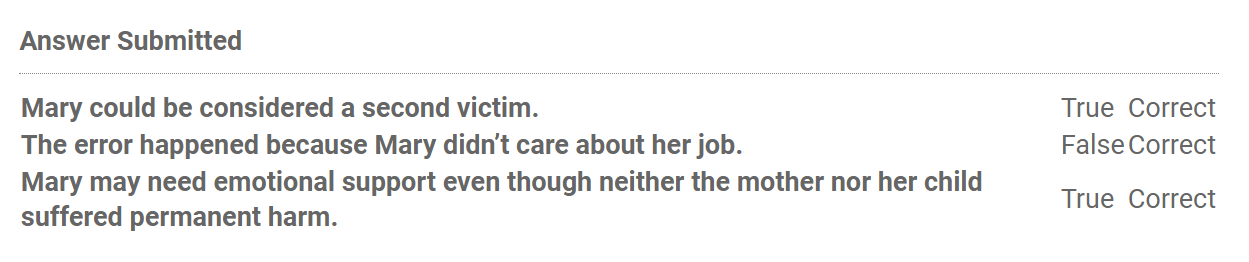 Answer Submitted
Mary could be considered a second victim. True Correct
The error happened because Mary didn’t care about her job. False Correct
Mary may need emotional support even though neither the mother nor her child
suffered permanent harm. True Correct